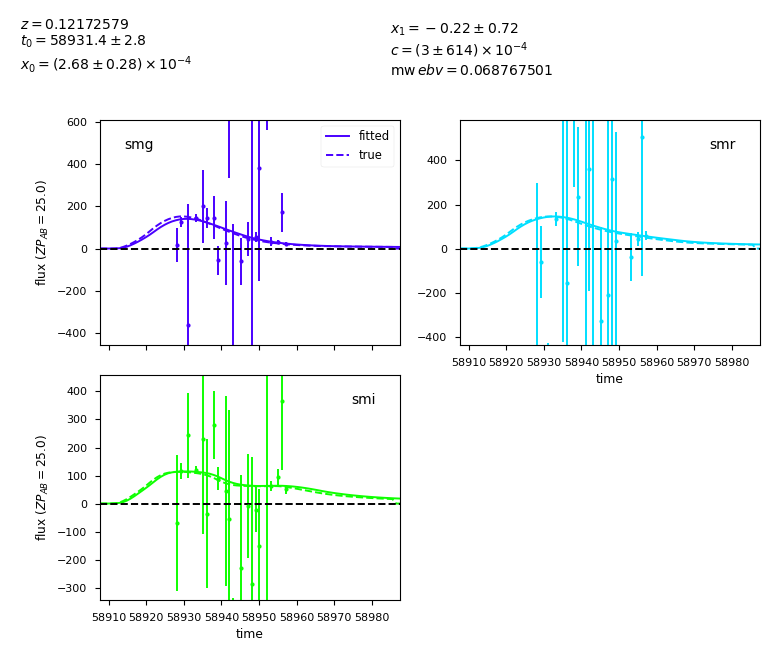 z = 0.12172579
t₀ = 58931.4 ± 2.8
x₀ = (2.68 ± 0.28) × 10⁻⁴
x₁ = −0.22 ± 0.72
c = (3 ± 614) × 10⁻⁴
mw ebv = 0.068767501
smg
fitted
true
600
400
200
0
−200
−400
flux (ZP_AB = 25.0)
smr
400
200
0
−200
−400
58910 58920 58930 58940 58950 58960 58970 58980
time
smi
400
300
200
100
0
−100
−200
−300
flux (ZP_AB = 25.0)
58910 58920 58930 58940 58950 58960 58970 58980
time